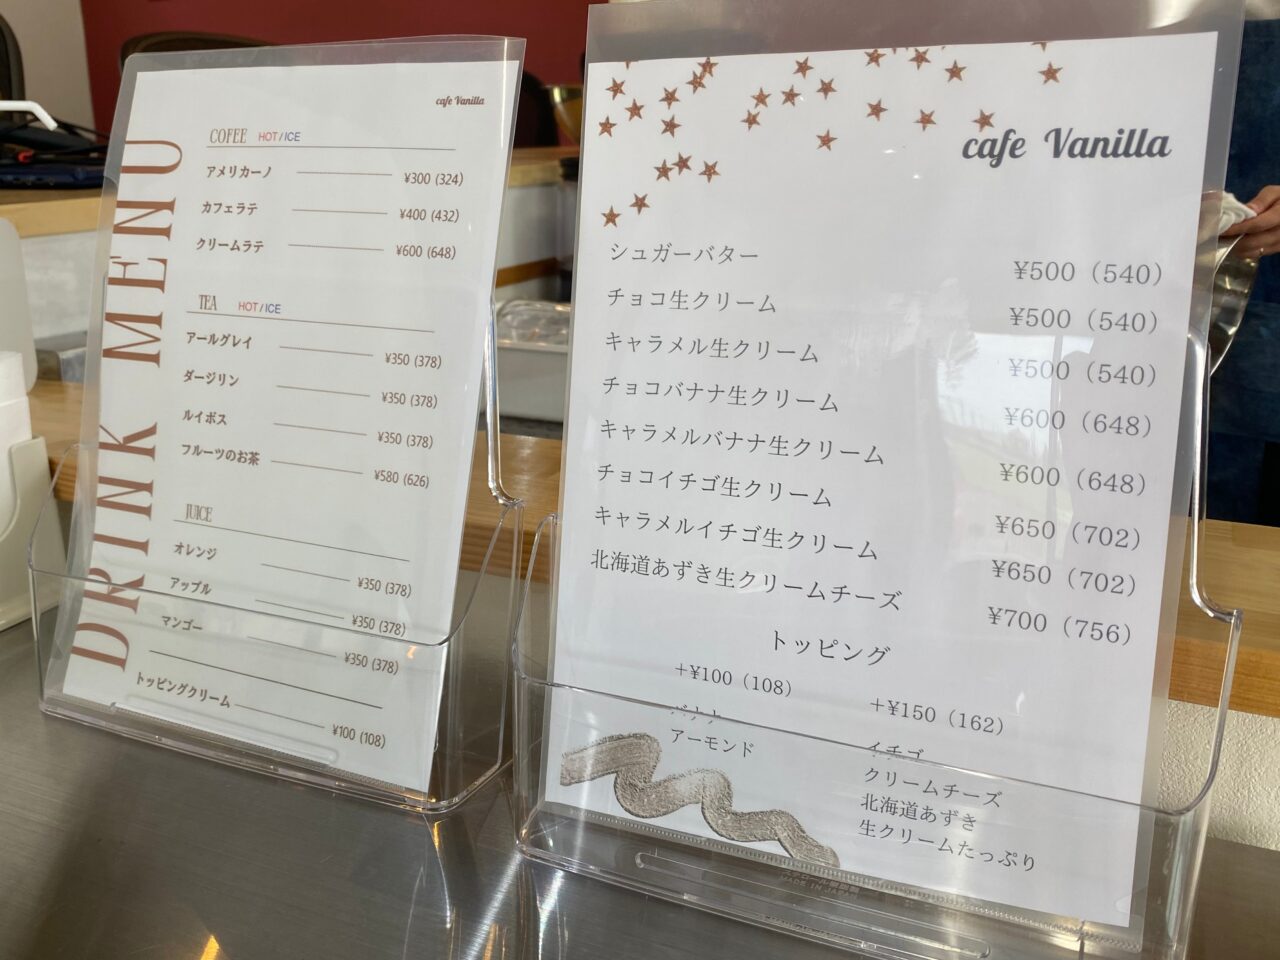 cafe Vanilla
DRINK MENU
COFEE HOT/ICE
アメリカーノ ¥300 (324)
カフェラテ ¥400 (432)
クリームラテ ¥600 (648)
TEA HOT/ICE
アールグレイ ¥350 (378)
ダージリン ¥350 (378)
ルイボス ¥350 (378)
フルーツのお茶 ¥580 (626)
JUICE
オレンジ ¥350 (378)
アップル ¥350 (378)
マンゴー ¥350 (378)
トッピングクリーム ¥100 (108)
cafe Vanilla
シュガーバター ¥500（540）
チョコ生クリーム ¥500（540）
キャラメル生クリーム ¥500（540）
チョコバナナ生クリーム ¥600（648）
キャラメルバナナ生クリーム ¥600（648）
チョコイチゴ生クリーム ¥650（702）
キャラメルイチゴ生クリーム ¥650（702）
北海道あずき生クリームチーズ ¥700（756）
トッピング
+¥100（108）
バナナ
アーモンド
+¥150（162）
イチゴ
クリームチーズ
北海道あずき
生クリームたっぷり
MADE IN JAPAN